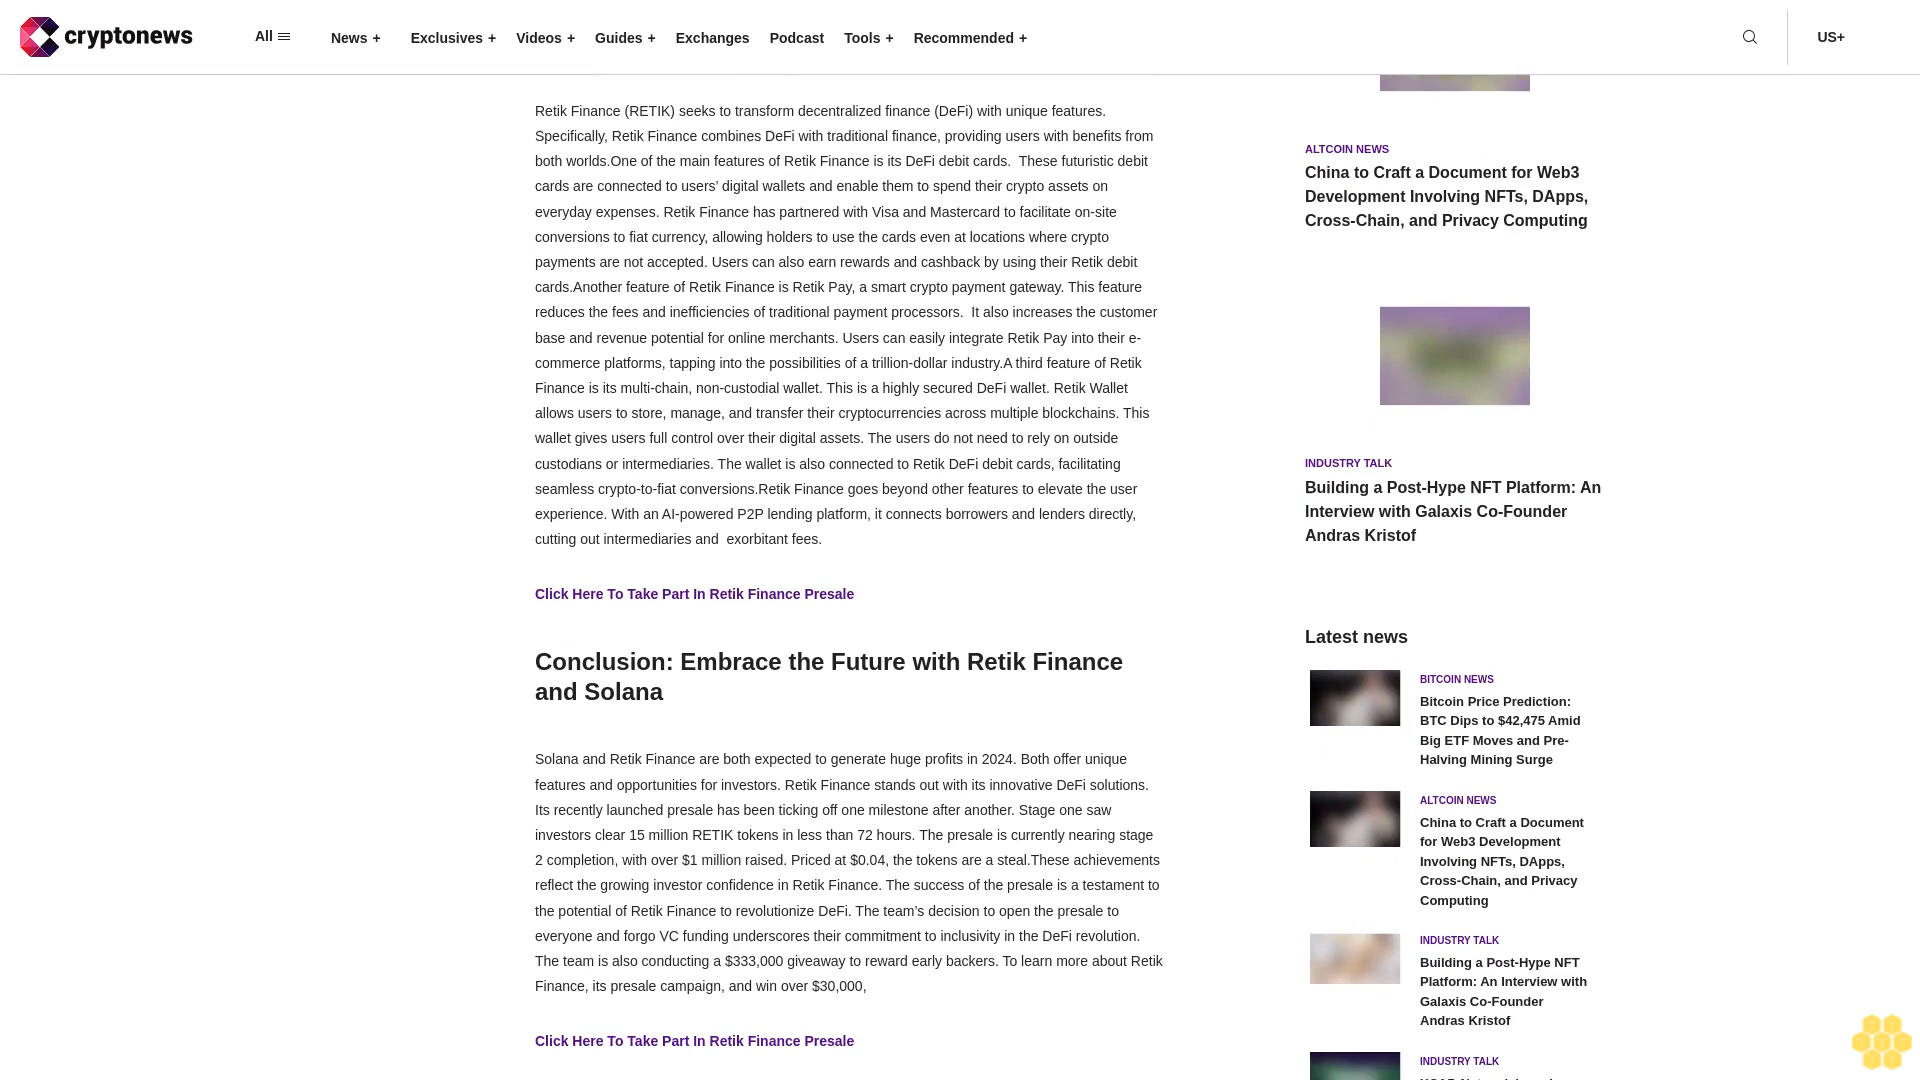 cryptonews
All
News +
Exclusives +
Videos +
Guides +
Exchanges
Podcast
Tools +
Recommended +
US+
Retik Finance (RETIK) seeks to transform decentralized finance (DeFi) with unique features.
Specifically, Retik Finance combines DeFi with traditional finance, providing users with benefits from
both worlds.One of the main features of Retik Finance is its DeFi debit cards.  These futuristic debit
cards are connected to users’ digital wallets and enable them to spend their crypto assets on
everyday expenses. Retik Finance has partnered with Visa and Mastercard to facilitate on-site
conversions to fiat currency, allowing holders to use the cards even at locations where crypto
payments are not accepted. Users can also earn rewards and cashback by using their Retik debit
cards.Another feature of Retik Finance is Retik Pay, a smart crypto payment gateway. This feature
reduces the fees and inefficiencies of traditional payment processors.  It also increases the customer
base and revenue potential for online merchants. Users can easily integrate Retik Pay into their e-
commerce platforms, tapping into the possibilities of a trillion-dollar industry.A third feature of Retik
Finance is its multi-chain, non-custodial wallet. This is a highly secured DeFi wallet. Retik Wallet
allows users to store, manage, and transfer their cryptocurrencies across multiple blockchains. This
wallet gives users full control over their digital assets. The users do not need to rely on outside
custodians or intermediaries. The wallet is also connected to Retik DeFi debit cards, facilitating
seamless crypto-to-fiat conversions.Retik Finance goes beyond other features to elevate the user
experience. With an AI-powered P2P lending platform, it connects borrowers and lenders directly,
cutting out intermediaries and  exorbitant fees.
Click Here To Take Part In Retik Finance Presale
Conclusion: Embrace the Future with Retik Finance
and Solana
Solana and Retik Finance are both expected to generate huge profits in 2024. Both offer unique
features and opportunities for investors. Retik Finance stands out with its innovative DeFi solutions.
Its recently launched presale has been ticking off one milestone after another. Stage one saw
investors clear 15 million RETIK tokens in less than 72 hours. The presale is currently nearing stage
2 completion, with over $1 million raised. Priced at $0.04, the tokens are a steal.These achievements
reflect the growing investor confidence in Retik Finance. The success of the presale is a testament to
the potential of Retik Finance to revolutionize DeFi. The team’s decision to open the presale to
everyone and forgo VC funding underscores their commitment to inclusivity in the DeFi revolution.
The team is also conducting a $333,000 giveaway to reward early backers. To learn more about Retik
Finance, its presale campaign, and win over $30,000,
Click Here To Take Part In Retik Finance Presale
ALTCOIN NEWS
China to Craft a Document for Web3
Development Involving NFTs, DApps,
Cross-Chain, and Privacy Computing
INDUSTRY TALK
Building a Post-Hype NFT Platform: An
Interview with Galaxis Co-Founder
Andras Kristof
Latest news
BITCOIN NEWS
Bitcoin Price Prediction:
BTC Dips to $42,475 Amid
Big ETF Moves and Pre-
Halving Mining Surge
ALTCOIN NEWS
China to Craft a Document
for Web3 Development
Involving NFTs, DApps,
Cross-Chain, and Privacy
Computing
INDUSTRY TALK
Building a Post-Hype NFT
Platform: An Interview with
Galaxis Co-Founder
Andras Kristof
INDUSTRY TALK